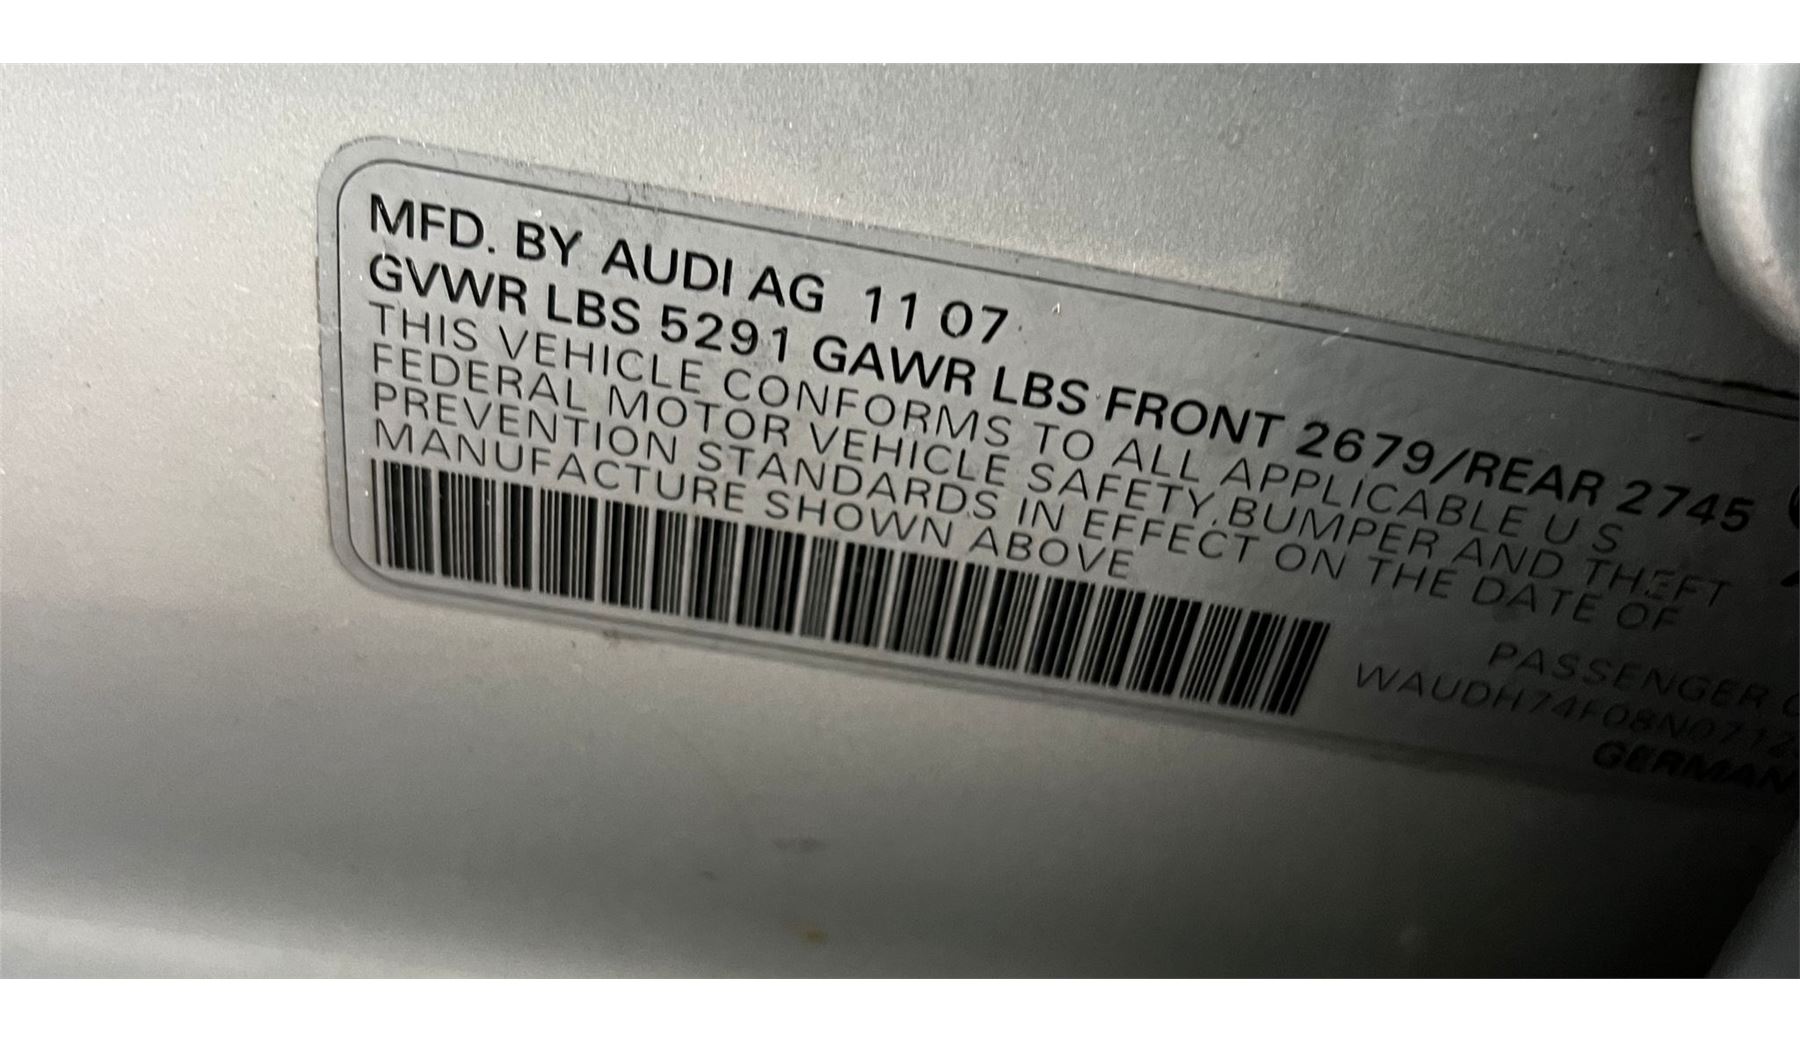 MFD. BY AUDI AG 11 07
GVWR LBS 5291 GAWR LBS FRONT 2679/REAR 2745
THIS VEHICLE CONFORMS TO ALL APPLICABLE U S
FEDERAL MOTOR VEHICLE SAFETY, BUMPER AND THEFT
PREVENTION STANDARDS IN EFFECT ON THE DATE OF
MANUFACTURE SHOWN ABOVE
PASSENGER